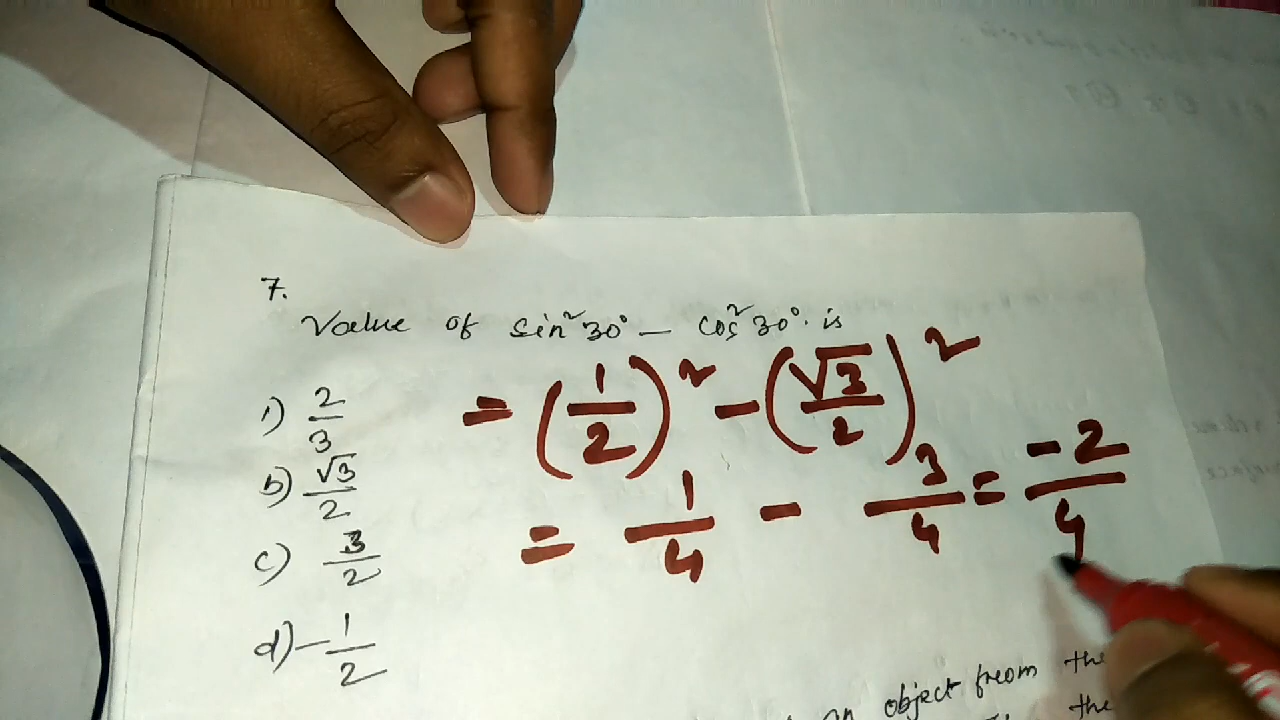 7.
Value of sin²30° — cos²30°. is
= (1/2)² - (√3/2)²
1) 2/3
b) √3/2
= 1/4 - 3/4 = -2/4
c) 3/2
d) - 1/2
object from the
the